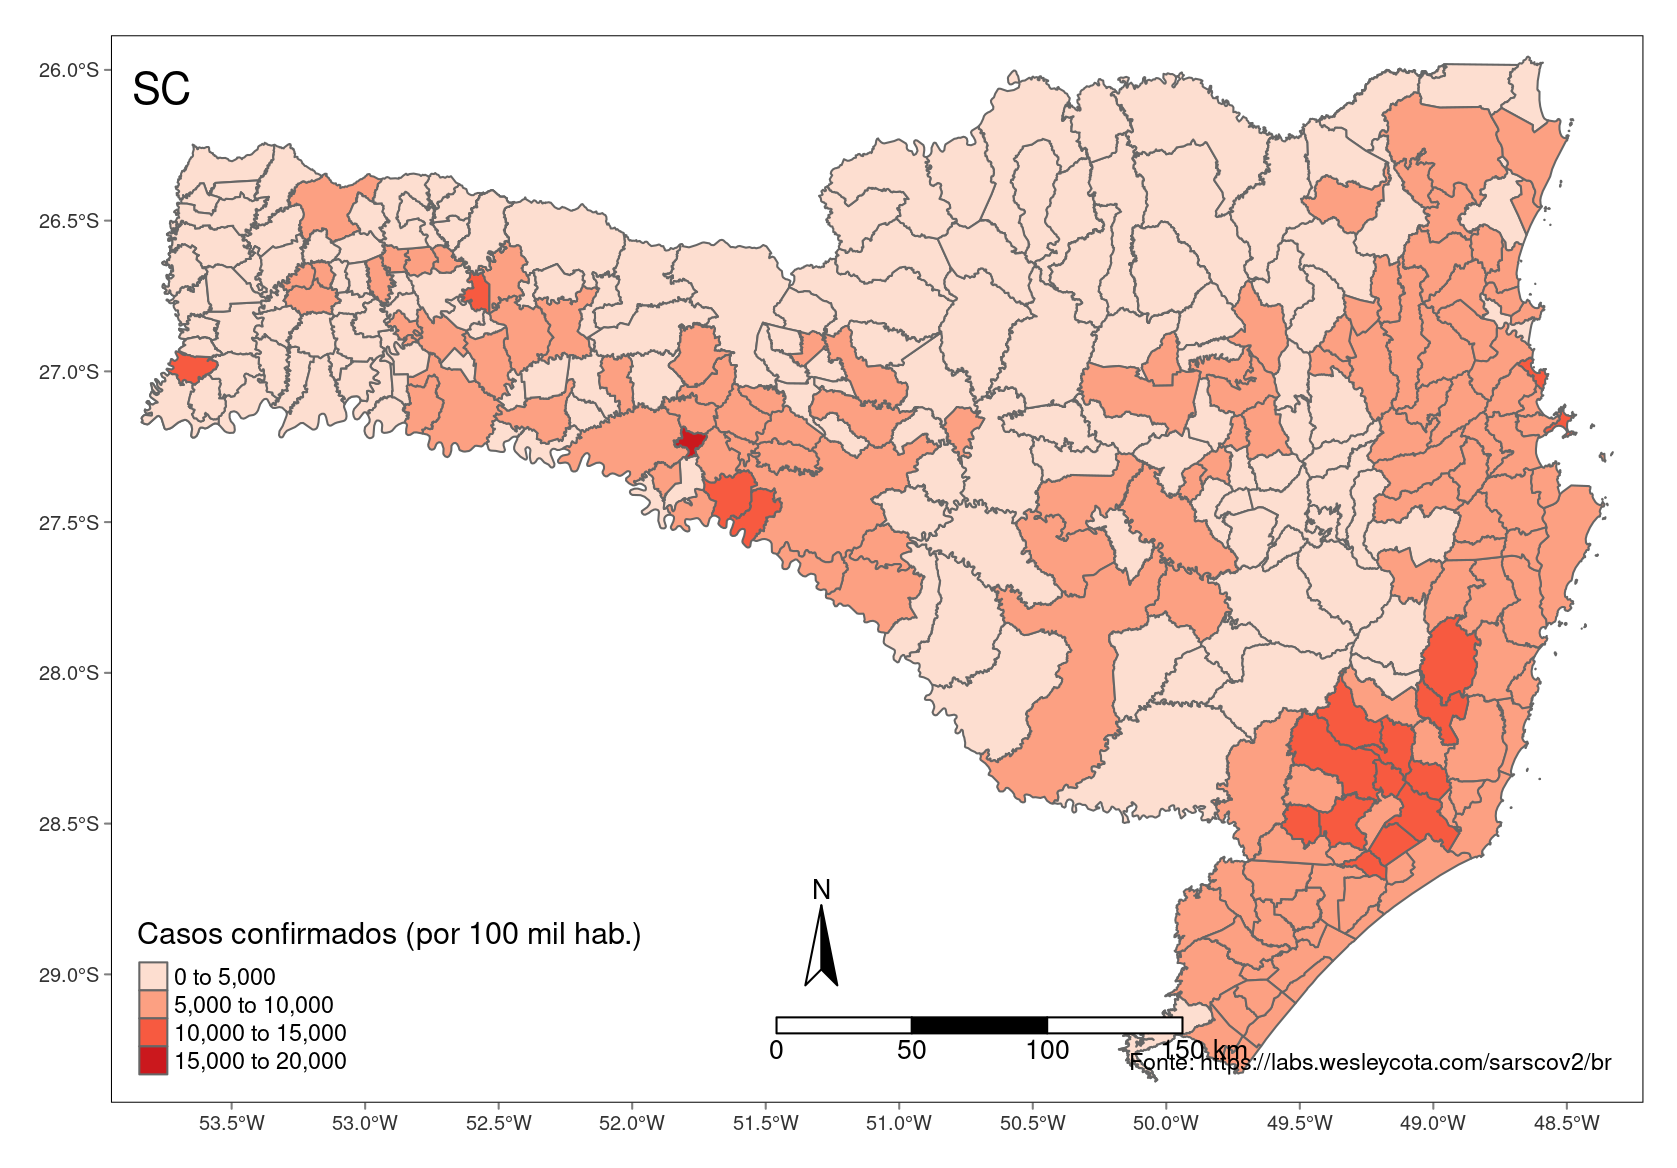 26.0°S
SC
26.5°S
27.0°S
27.5°S
28.0°S
28.5°S
29.0°S
N
Casos confirmados (por 100 mil hab.)
0 to 5,000
5,000 to 10,000
10,000 to 15,000
15,000 to 20,000
0 50 100 150 km
Fonte: https://labs.wesleycota.com/sarscov2/br
53.5°W 53.0°W 52.5°W 52.0°W 51.5°W 51.0°W 50.5°W 50.0°W 49.5°W 49.0°W 48.5°W